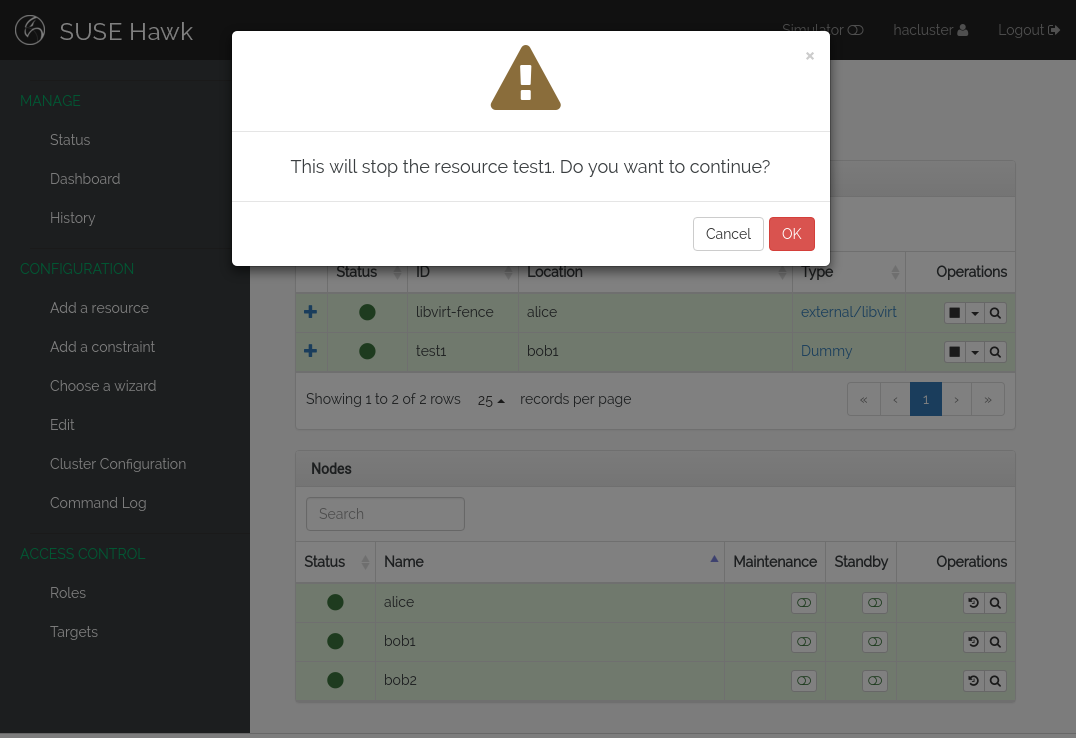 SUSE Hawk
Simulator
hacluster
Logout
×
This will stop the resource test1. Do you want to continue?
Cancel
OK
MANAGE
Status
Dashboard
History
CONFIGURATION
Add a resource
Add a constraint
Choose a wizard
Edit
Cluster Configuration
Command Log
ACCESS CONTROL
Roles
Targets
Status ID Location Type Operations
libvirt-fence alice external/libvirt
test1 bob1 Dummy
Showing 1 to 2 of 2 rows 25 records per page
« ‹ 1 › »
Nodes
Search
Status Name Maintenance Standby Operations
alice
bob1
bob2